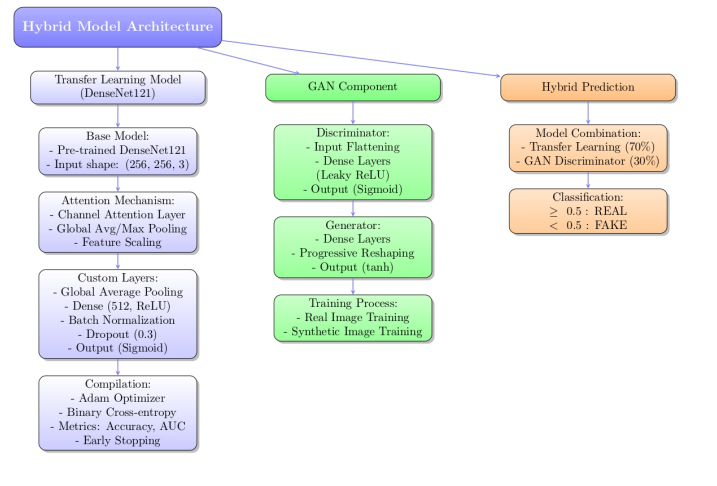 Hybrid Model Architecture
Transfer Learning Model
(DenseNet121)
Base Model:
- Pre-trained DenseNet121
- Input shape: (256, 256, 3)
Attention Mechanism:
- Channel Attention Layer
- Global Avg/Max Pooling
- Feature Scaling
Custom Layers:
- Global Average Pooling
- Dense (512, ReLU)
- Batch Normalization
- Dropout (0.3)
- Output (Sigmoid)
Compilation:
- Adam Optimizer
- Binary Cross-entropy
- Metrics: Accuracy, AUC
- Early Stopping
GAN Component
Discriminator:
- Input Flattening
- Dense Layers
(Leaky ReLU)
- Output (Sigmoid)
Generator:
- Dense Layers
- Progressive Reshaping
- Output (tanh)
Training Process:
- Real Image Training
- Synthetic Image Training
Hybrid Prediction
Model Combination:
- Transfer Learning (70%)
- GAN Discriminator (30%)
Classification:
≥ 0.5 : REAL
< 0.5 : FAKE